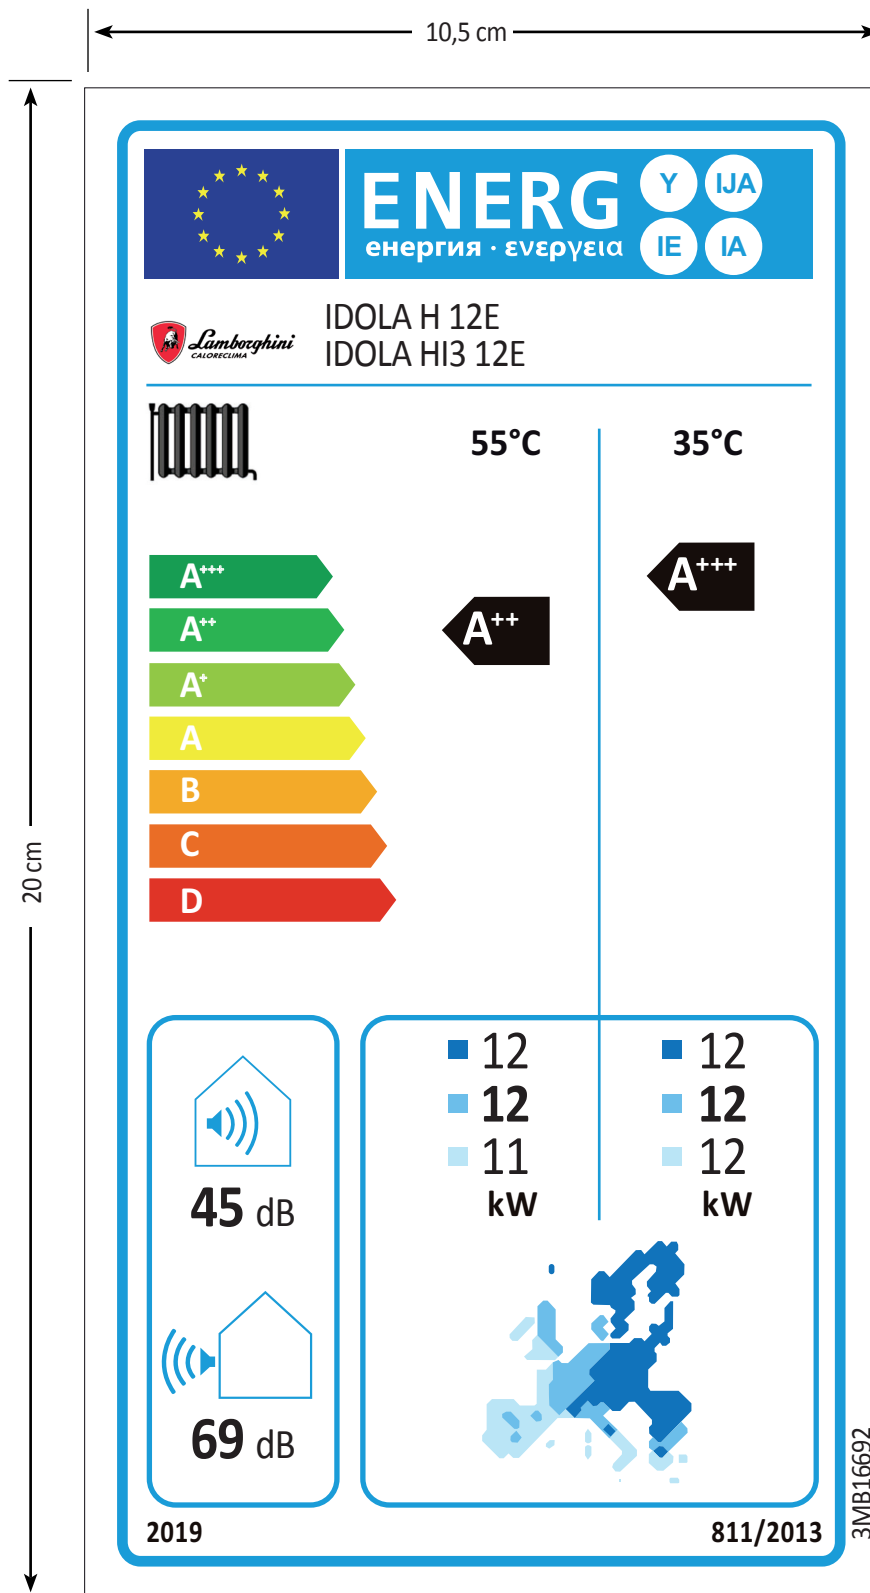 10,5 cm
20 cm
ENERG
енергия · ενεργεια
Y
IJA
IE
IA
Lamborghini
CALORECLIMA
IDOLA H 12E
IDOLA HI3 12E
55°C
35°C
A+++
A++
A+
A
B
C
D
A++
A+++
45 dB
69 dB
12
12
11
kW
12
12
12
kW
2019
811/2013
3MB16692